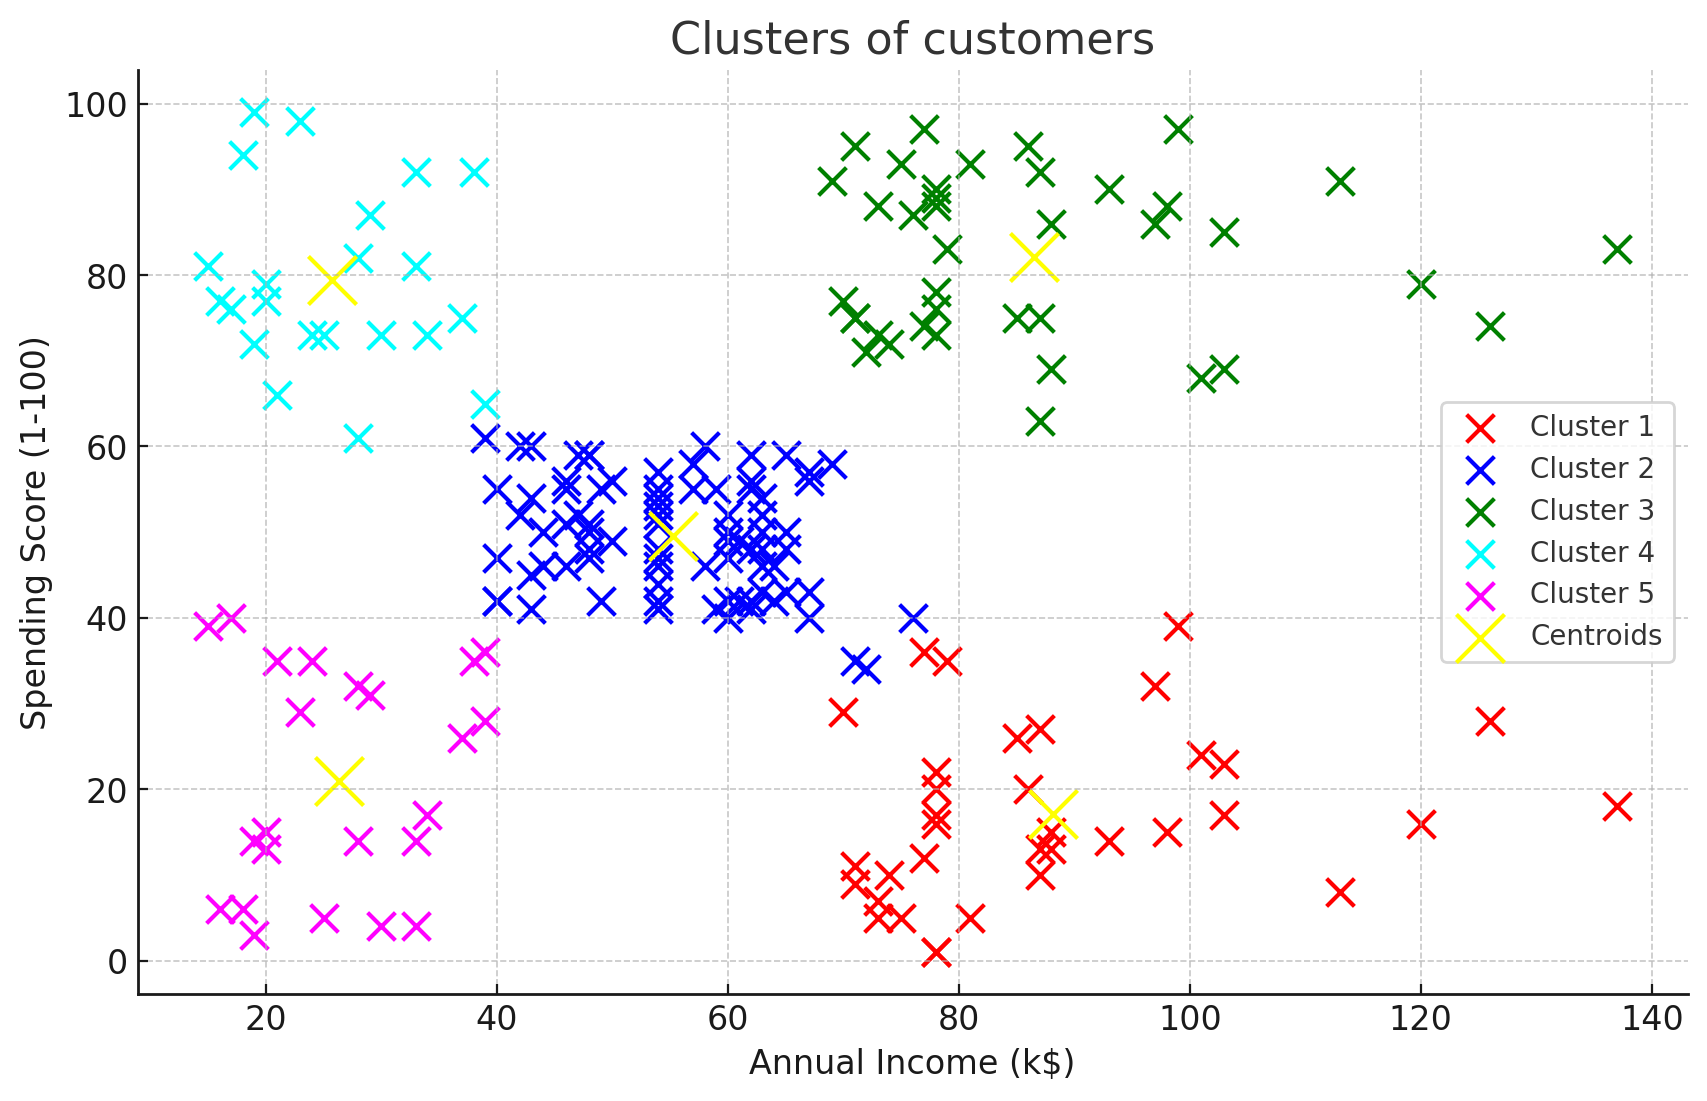 Clusters of customers
100
80
60
40
20
0
Spending Score (1-100)
Cluster 1
Cluster 2
Cluster 3
Cluster 4
Cluster 5
Centroids
20 40 60 80 100 120 140
Annual Income (k$)